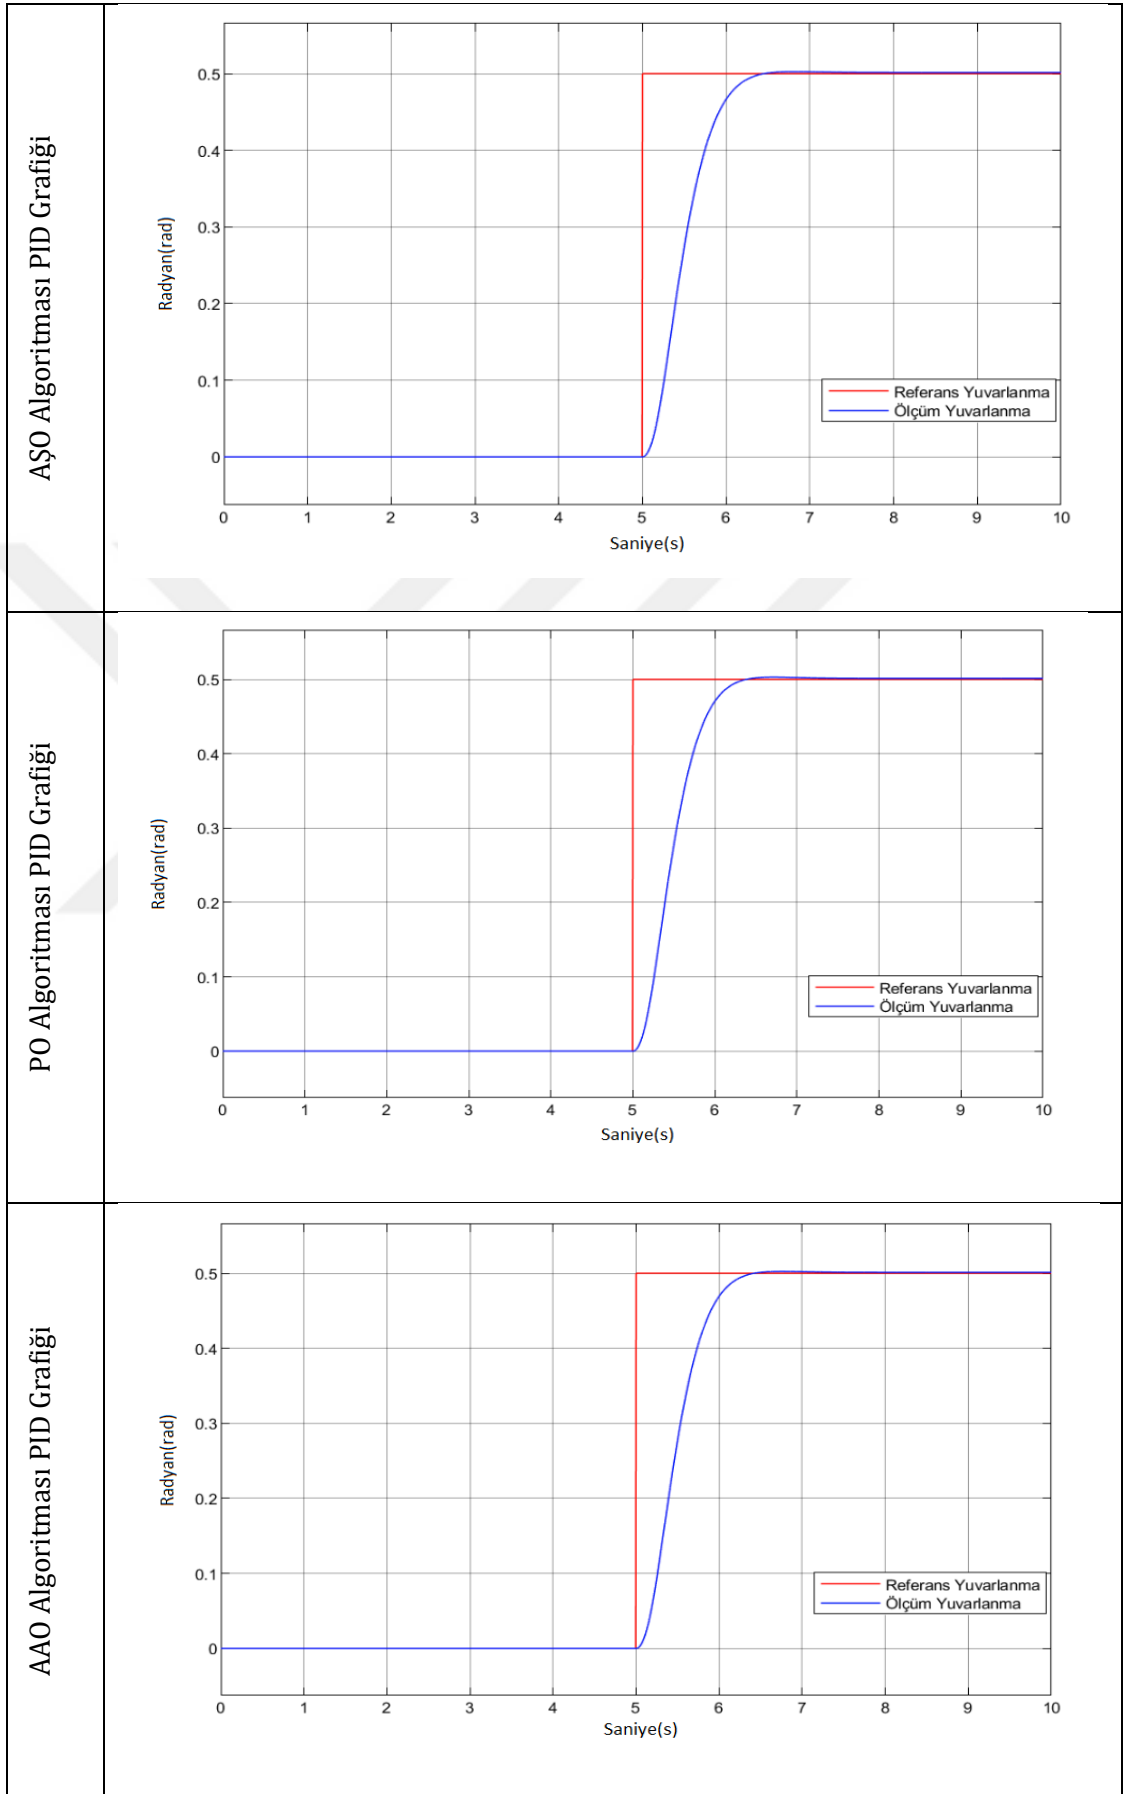 AŞO Algoritması PID Grafiği
Radyan(rad)
0.5
0.4
0.3
0.2
0.1
0
Referans Yuvarlanma
Ölçüm Yuvarlanma
0 1 2 3 4 5 6 7 8 9 10
Saniye(s)
PO Algoritması PID Grafiği
Radyan(rad)
0.5
0.4
0.3
0.2
0.1
0
Referans Yuvarlanma
Ölçüm Yuvarlanma
0 1 2 3 4 5 6 7 8 9 10
Saniye(s)
AAO Algoritması PID Grafiği
Radyan(rad)
0.5
0.4
0.3
0.2
0.1
0
Referans Yuvarlanma
Ölçüm Yuvarlanma
0 1 2 3 4 5 6 7 8 9 10
Saniye(s)